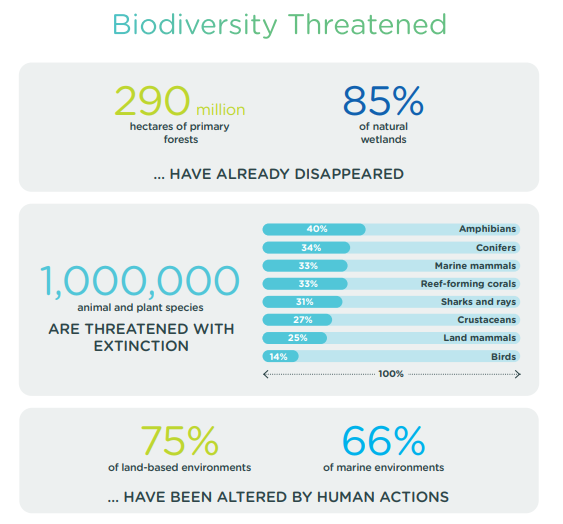 Biodiversity Threatened
290 million
hectares of primary
forests
85%
of natural
wetlands
... HAVE ALREADY DISAPPEARED
1,000,000
animal and plant species
ARE THREATENED WITH
EXTINCTION
40% Amphibians
34% Conifers
33% Marine mammals
33% Reef-forming corals
31% Sharks and rays
27% Crustaceans
25% Land mammals
14% Birds
100%
75%
of land-based environments
66%
of marine environments
... HAVE BEEN ALTERED BY HUMAN ACTIONS